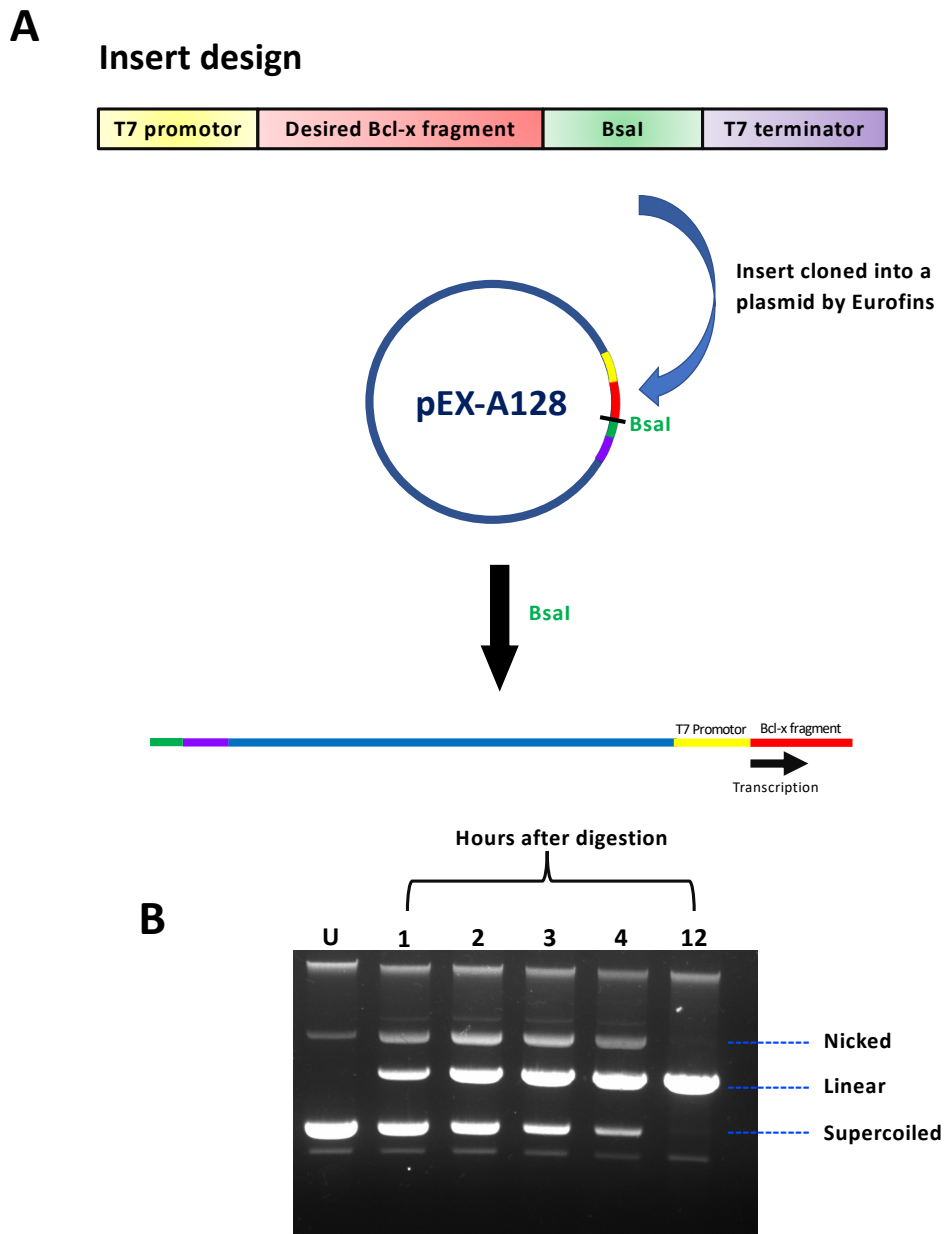 A
Insert design
T7 promotor
Desired Bcl-x fragment
BsaI
T7 terminator
Insert cloned into a
plasmid by Eurofins
pEX-A128
BsaI
BsaI
T7 Promotor
Bcl-x fragment
Transcription
Hours after digestion
B
U
1
2
3
4
12
Nicked
Linear
Supercoiled